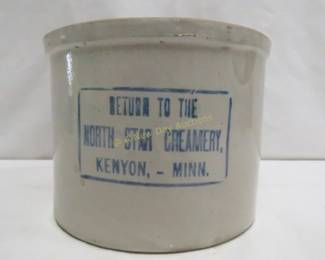 RETURN TO THE
NORTH STAR CREAMERY,
KENYON, - MINN.